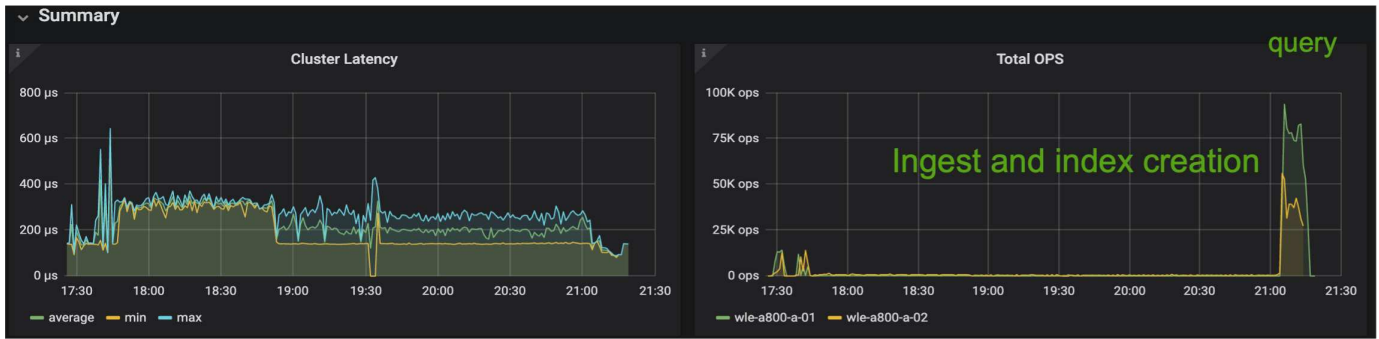 Summary
Cluster Latency
800 µs
600 µs
400 µs
200 µs
0 µs
17:30 18:00 18:30 19:00 19:30 20:00 20:30 21:00 21:30
average min max
query
Total OPS
100K ops
75K ops
Ingest and index creation
50K ops
25K ops
0 ops
17:30 18:00 18:30 19:00 19:30 20:00 20:30 21:00 21:30
wle-a800-a-01 wle-a800-a-02